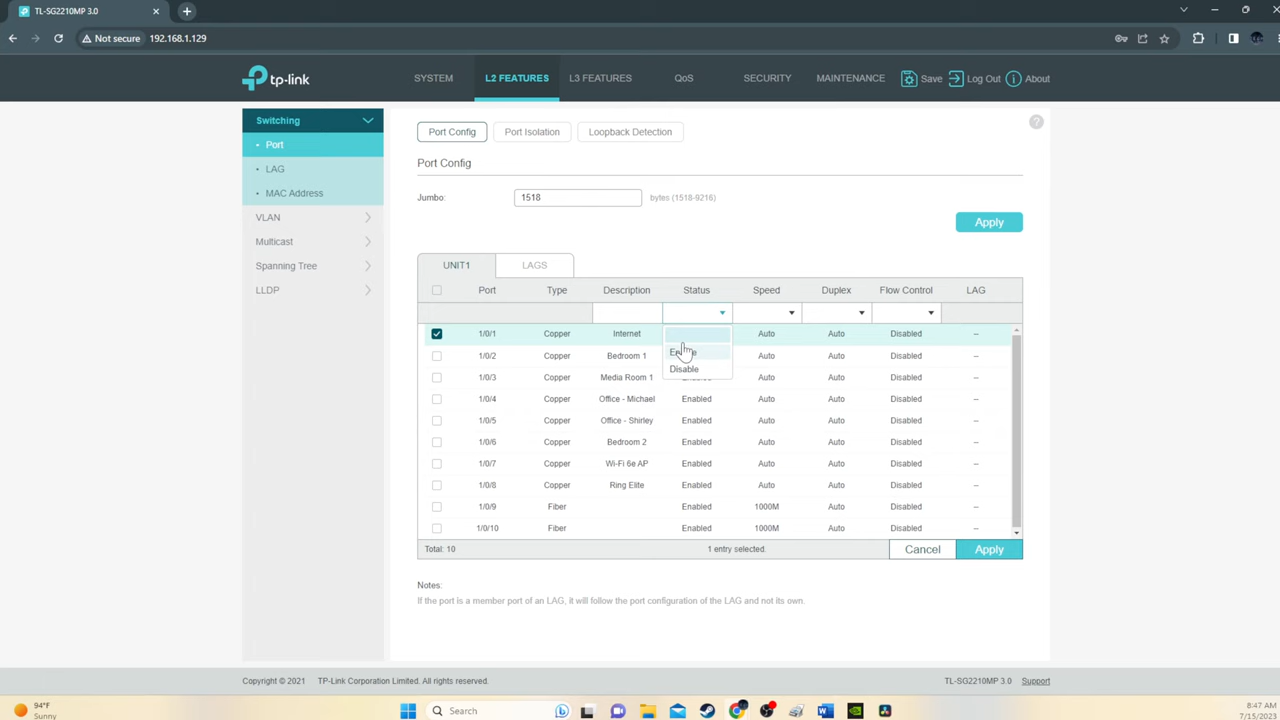 TL-SG2210MP 3.0
Not secure 192.168.1.129
tp-link SYSTEM L2 FEATURES L3 FEATURES QoS SECURITY MAINTENANCE Save Log Out About
Switching
Port
LAG
MAC Address
VLAN
Multicast
Spanning Tree
LLDP
Port Config Port Isolation Loopback Detection
?
Port Config
Jumbo: 1518 bytes (1518-9216)
Apply
UNIT1 LAGS
Port Type Description Status Speed Duplex Flow Control LAG
1/0/1 Copper Internet Auto Auto Disabled --
1/0/2 Copper Bedroom 1 Auto Auto Disabled --
Disable
1/0/3 Copper Media Room 1 Auto Auto Disabled --
1/0/4 Copper Office - Michael Enabled Auto Auto Disabled --
1/0/5 Copper Office - Shirley Enabled Auto Auto Disabled --
1/0/6 Copper Bedroom 2 Enabled Auto Auto Disabled --
1/0/7 Copper Wi-Fi 6e AP Enabled Auto Auto Disabled --
1/0/8 Copper Ring Elite Enabled Auto Auto Disabled --
1/0/9 Fiber Enabled 1000M Auto Disabled --
1/0/10 Fiber Enabled 1000M Auto Disabled --
Total: 10 1 entry selected. Cancel Apply
Notes:
If the port is a member port of an LAG, it will follow the port configuration of the LAG and not its own.
Copyright © 2021 TP-Link Corporation Limited. All rights reserved. TL-SG2210MP 3.0 Support
94°F
Sunny
Search
8:47 AM
7/15/2023